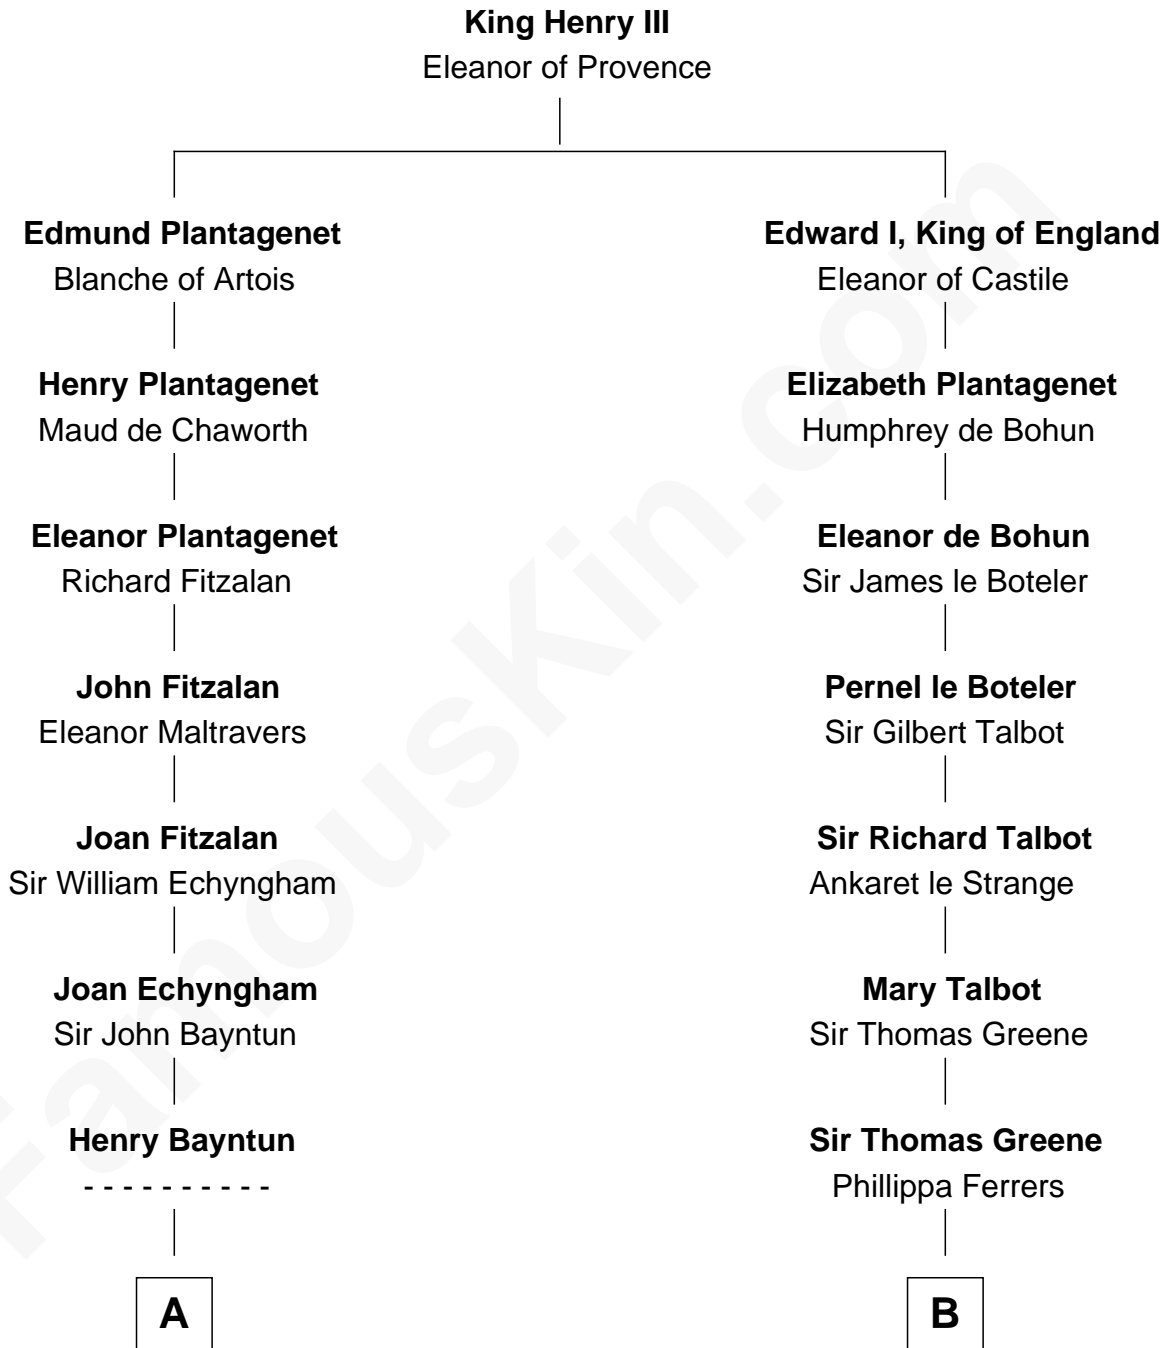 King Henry III
Eleanor of Provence
Edmund Plantagenet
Blanche of Artois
Edward I, King of England
Eleanor of Castile
Henry Plantagenet
Maud de Chaworth
Elizabeth Plantagenet
Humphrey de Bohun
Eleanor Plantagenet
Richard Fitzalan
Eleanor de Bohun
Sir James le Boteler
John Fitzalan
Eleanor Maltravers
Pernel le Boteler
Sir Gilbert Talbot
Joan Fitzalan
Sir William Echyngham
Sir Richard Talbot
Ankaret le Strange
Joan Echyngham
Sir John Bayntun
Mary Talbot
Sir Thomas Greene
Henry Bayntun
- - - - - - - - - -
Sir Thomas Greene
Phillippa Ferrers
A
B
FamousKin.com